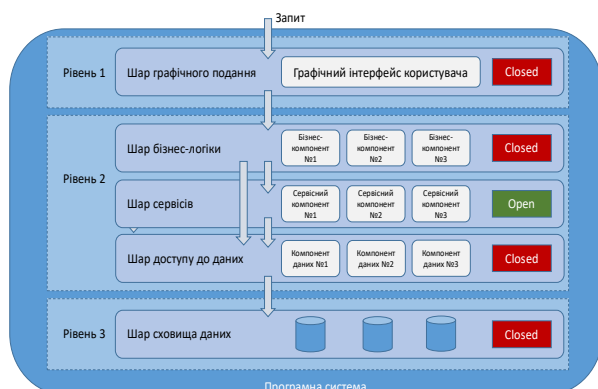 Запит
Рівень 1
Шар графічного подання
Графічний інтерфейс користувача
Closed
Рівень 2
Шар бізнес-логіки
Бізнес-
компонент
№1
Бізнес-
компонент
№2
Бізнес-
компонент
№3
Closed
Шар сервісів
Сервісний
компонент
№1
Сервісний
компонент
№2
Сервісний
компонент
№3
Open
Шар доступу до даних
Компонент
даних №1
Компонент
даних №2
Компонент
даних №3
Closed
Рівень 3
Шар сховища даних
Closed
Програмна система